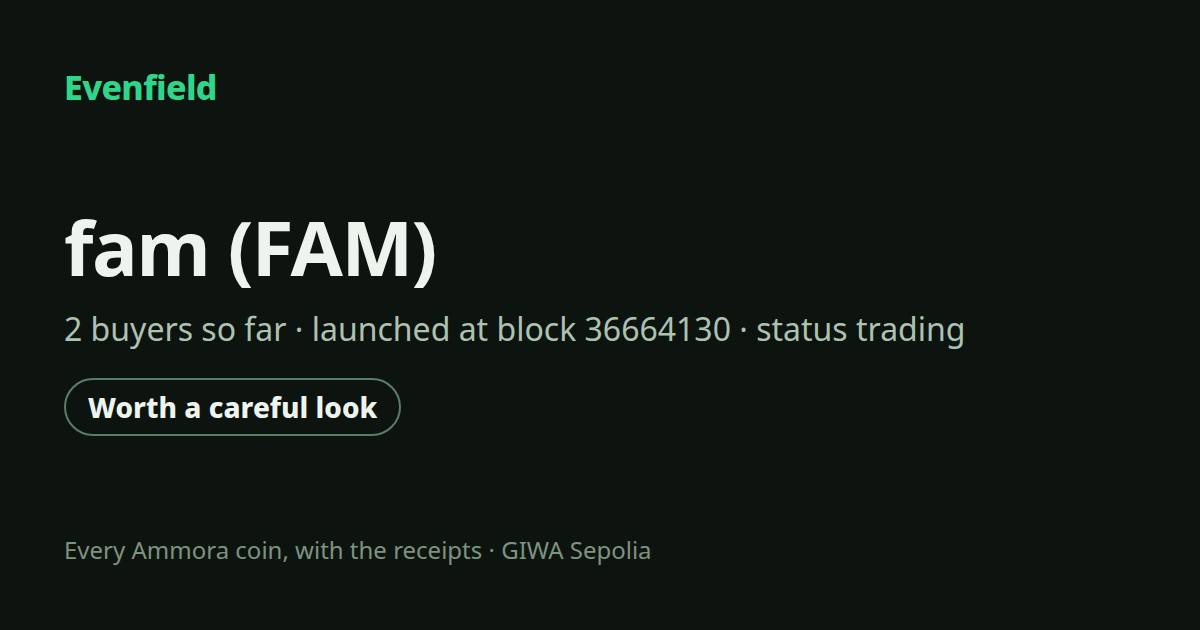 Evenfield
fam (FAM)
2 buyers so far · launched at block 36664130 · status trading
Worth a careful look
Every Ammora coin, with the receipts · GIWA Sepolia